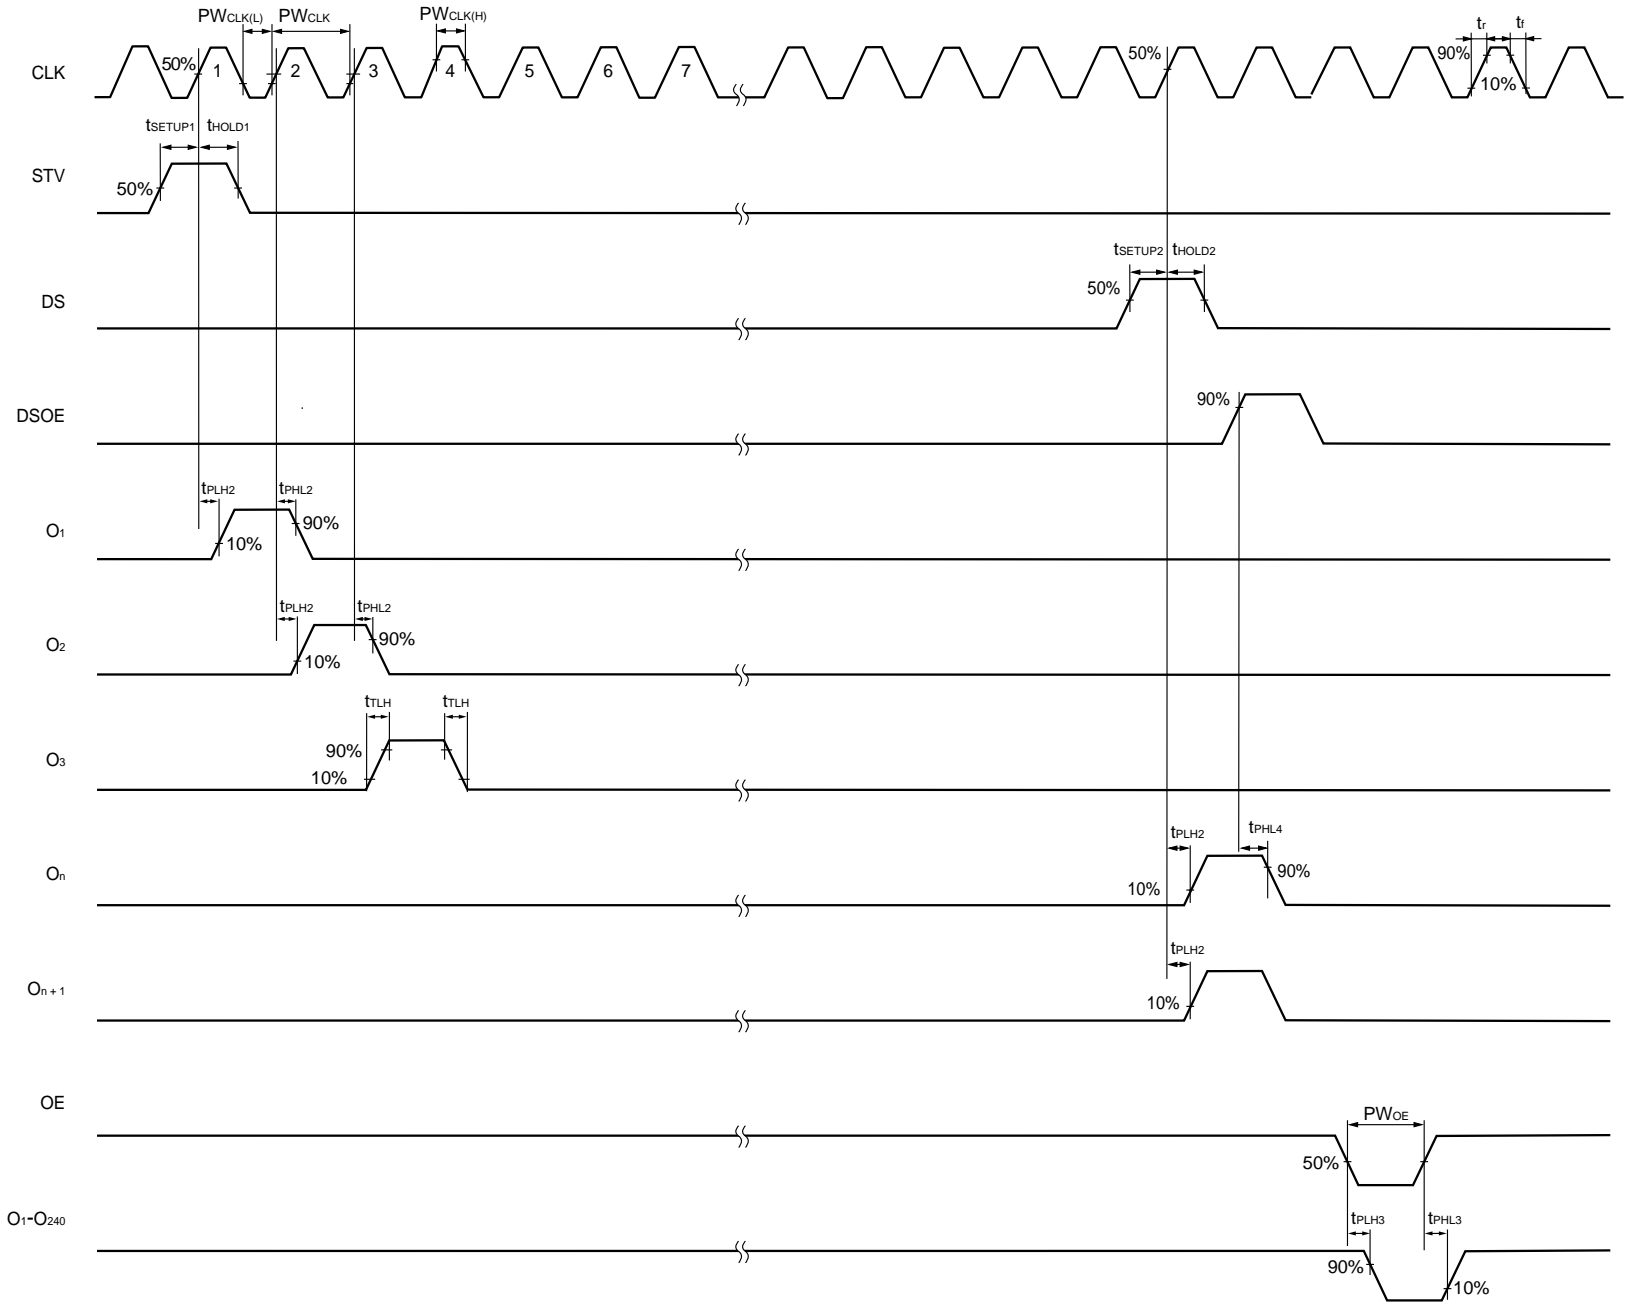 PWCLK(L) PWCLK PWCLK(H) tr tf
CLK 50% 1 2 3 4 5 6 7 50% 90% 10%
tSETUP1 tHOLD1
STV 50%
tSETUP2 tHOLD2
DS 50%
DSOE 90%
tPLH2 tPHL2
O1 10% 90%
tPLH2 tPHL2
O2 10% 90%
tTLH tTLH
O3 90%
10%
tPLH2 tPHL4
On 10% 90%
tPLH2
On + 1 10%
OE PWOE
50%
O1-O240 tPLH3 tPHL3
90% 10%